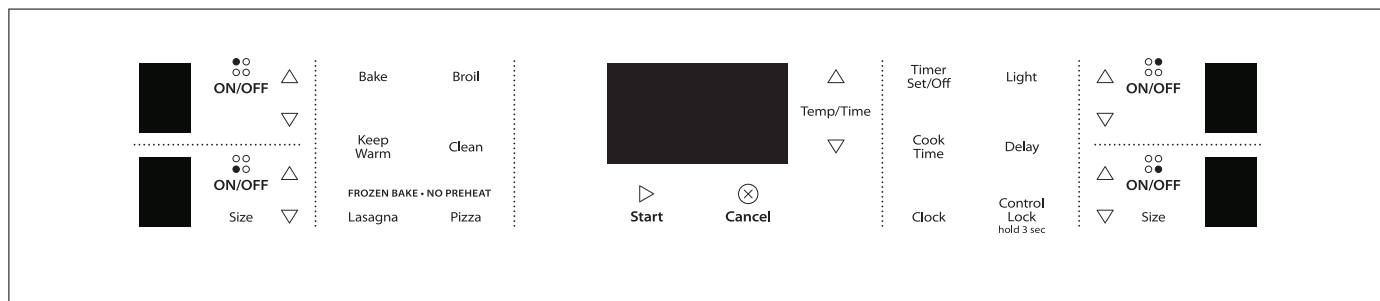 ON/OFF
ON/OFF
Size
Bake
Broil
Keep
Warm
Clean
FROZEN BAKE • NO PREHEAT
Lasagna
Pizza
Start
Cancel
Temp/Time
Timer
Set/Off
Light
Cook
Time
Delay
Clock
Control
Lock
hold 3 sec
ON/OFF
ON/OFF
Size